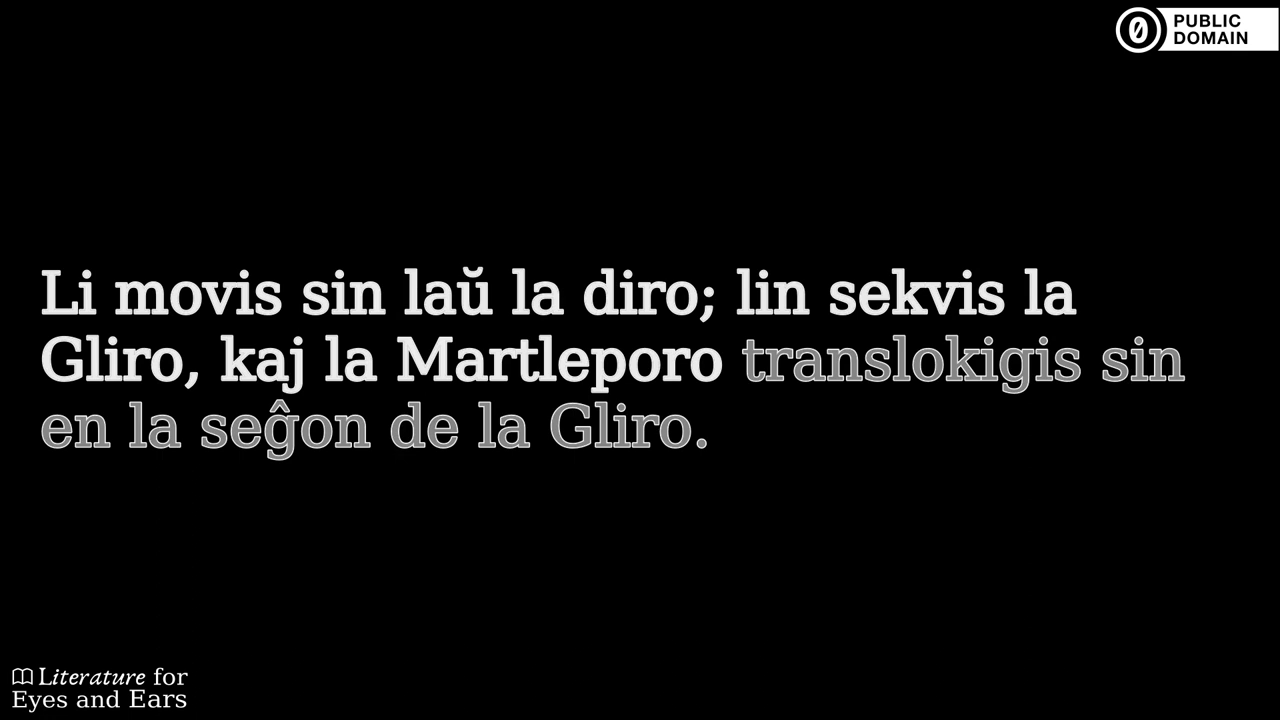 PUBLIC
DOMAIN
Li movis sin laŭ la diro; lin sekvis la
Gliro, kaj la Martleporo translokigis sin
en la seĝon de la Gliro.
Literature for
Eyes and Ears